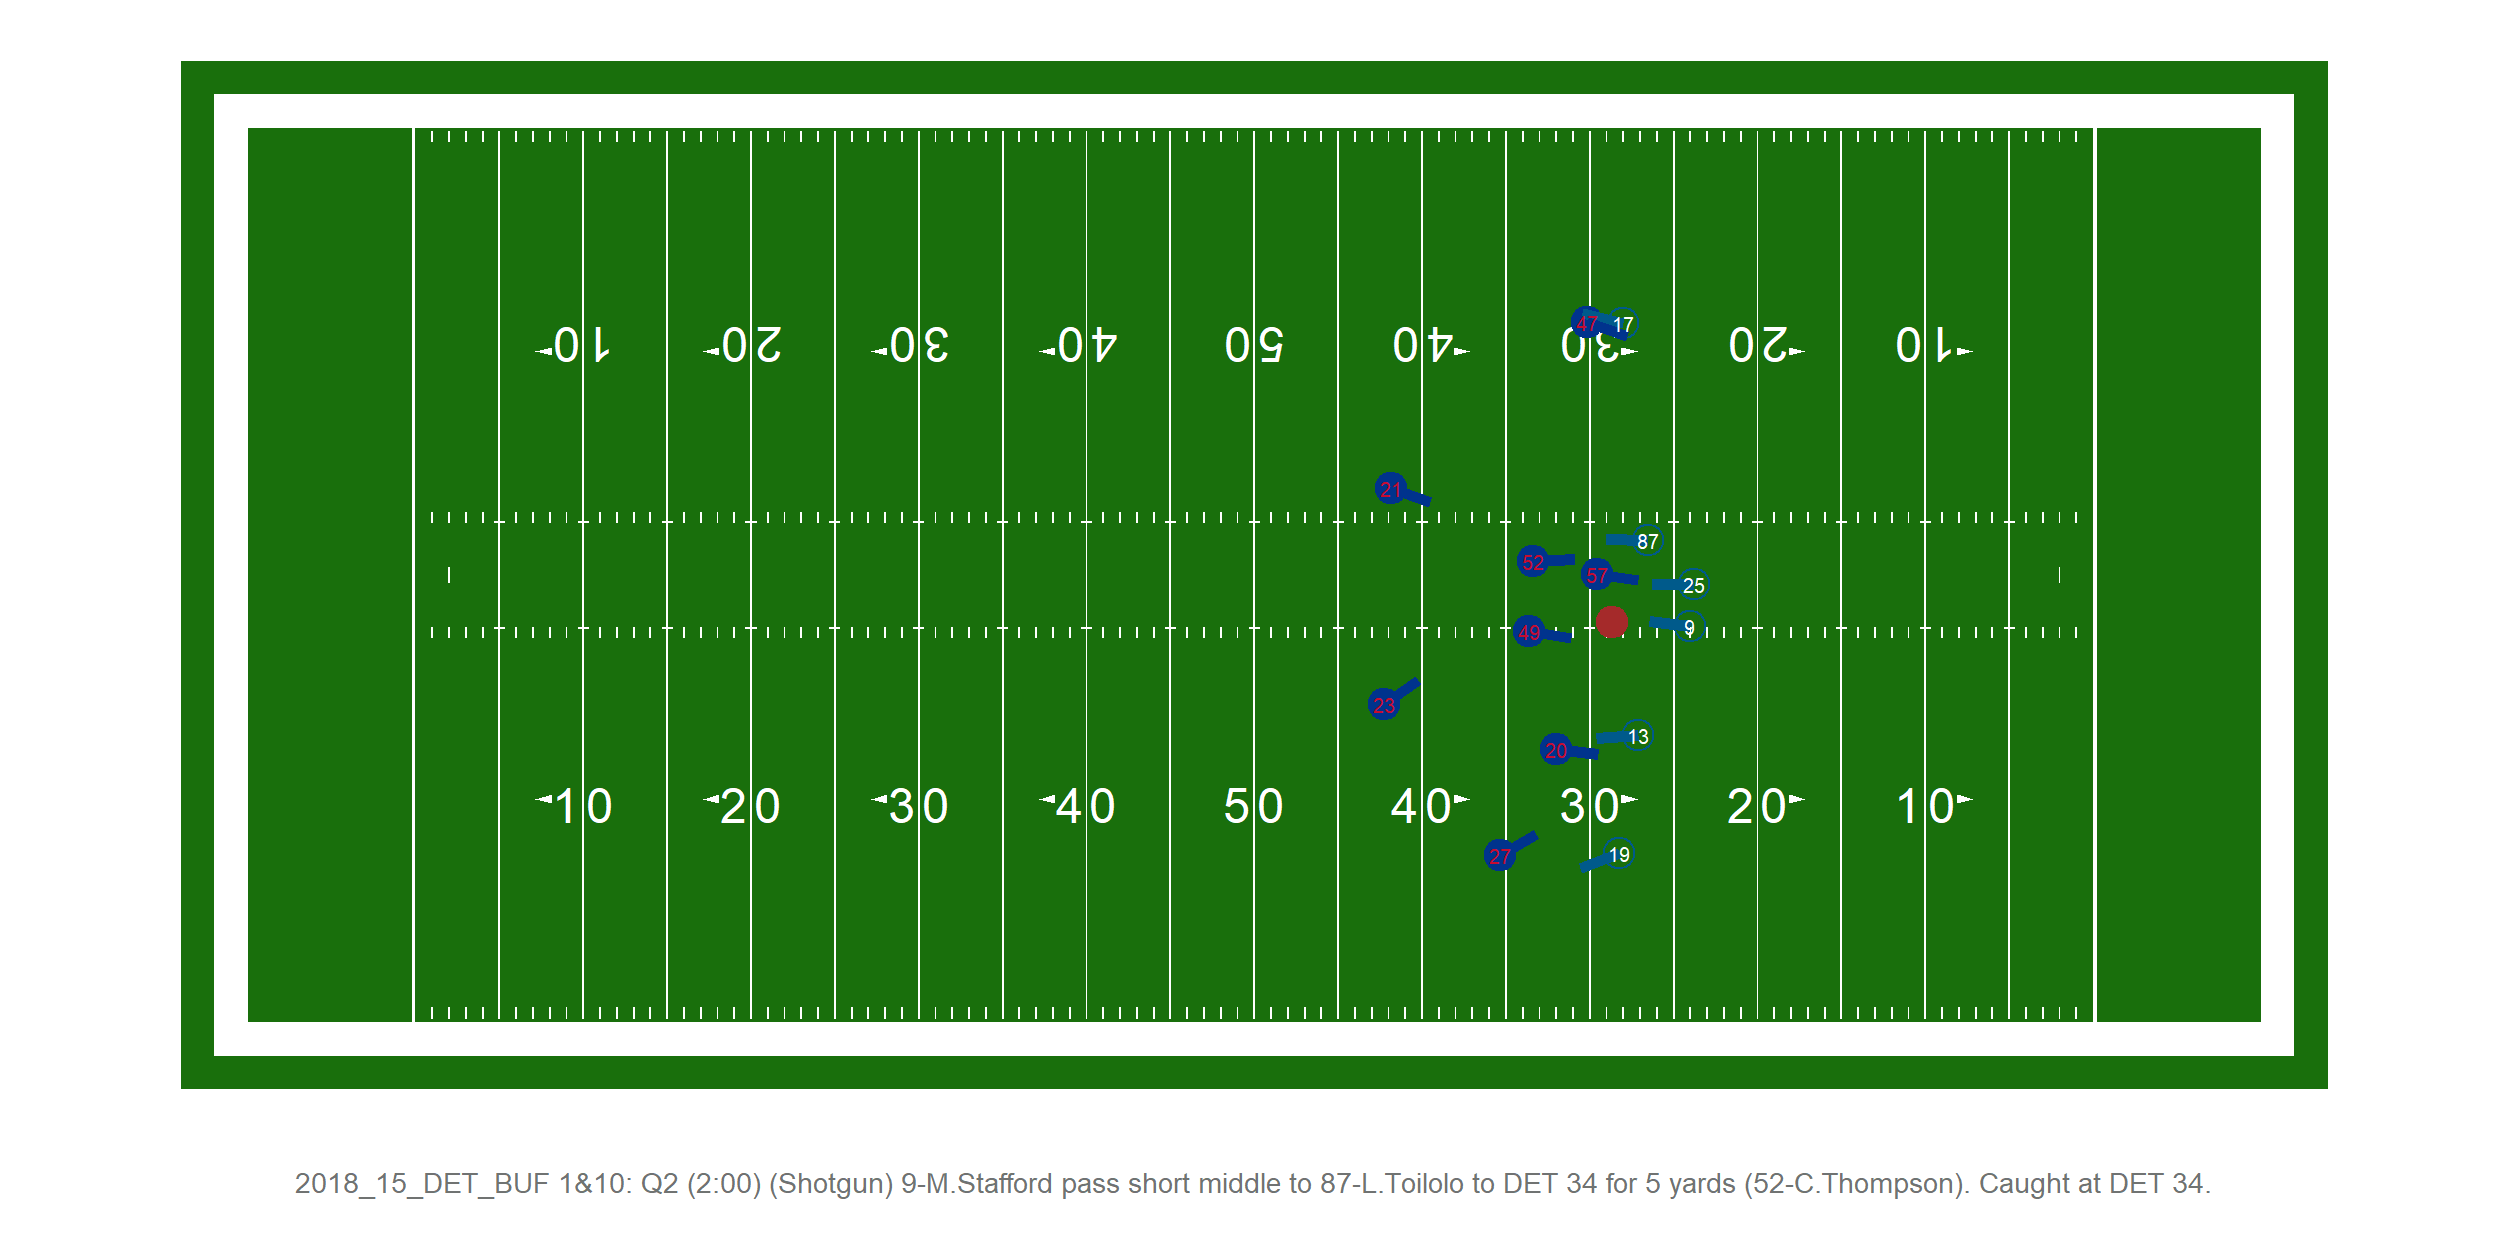 10 20 30 40 50 40 30 20 10
47 17
21
87
52 57 25
49 9
23
20 13
10 20 30 40 50 40 30 20 10
27 19
2018_15_DET_BUF 1&10: Q2 (2:00) (Shotgun) 9-M.Stafford pass short middle to 87-L.Toilolo to DET 34 for 5 yards (52-C.Thompson). Caught at DET 34.